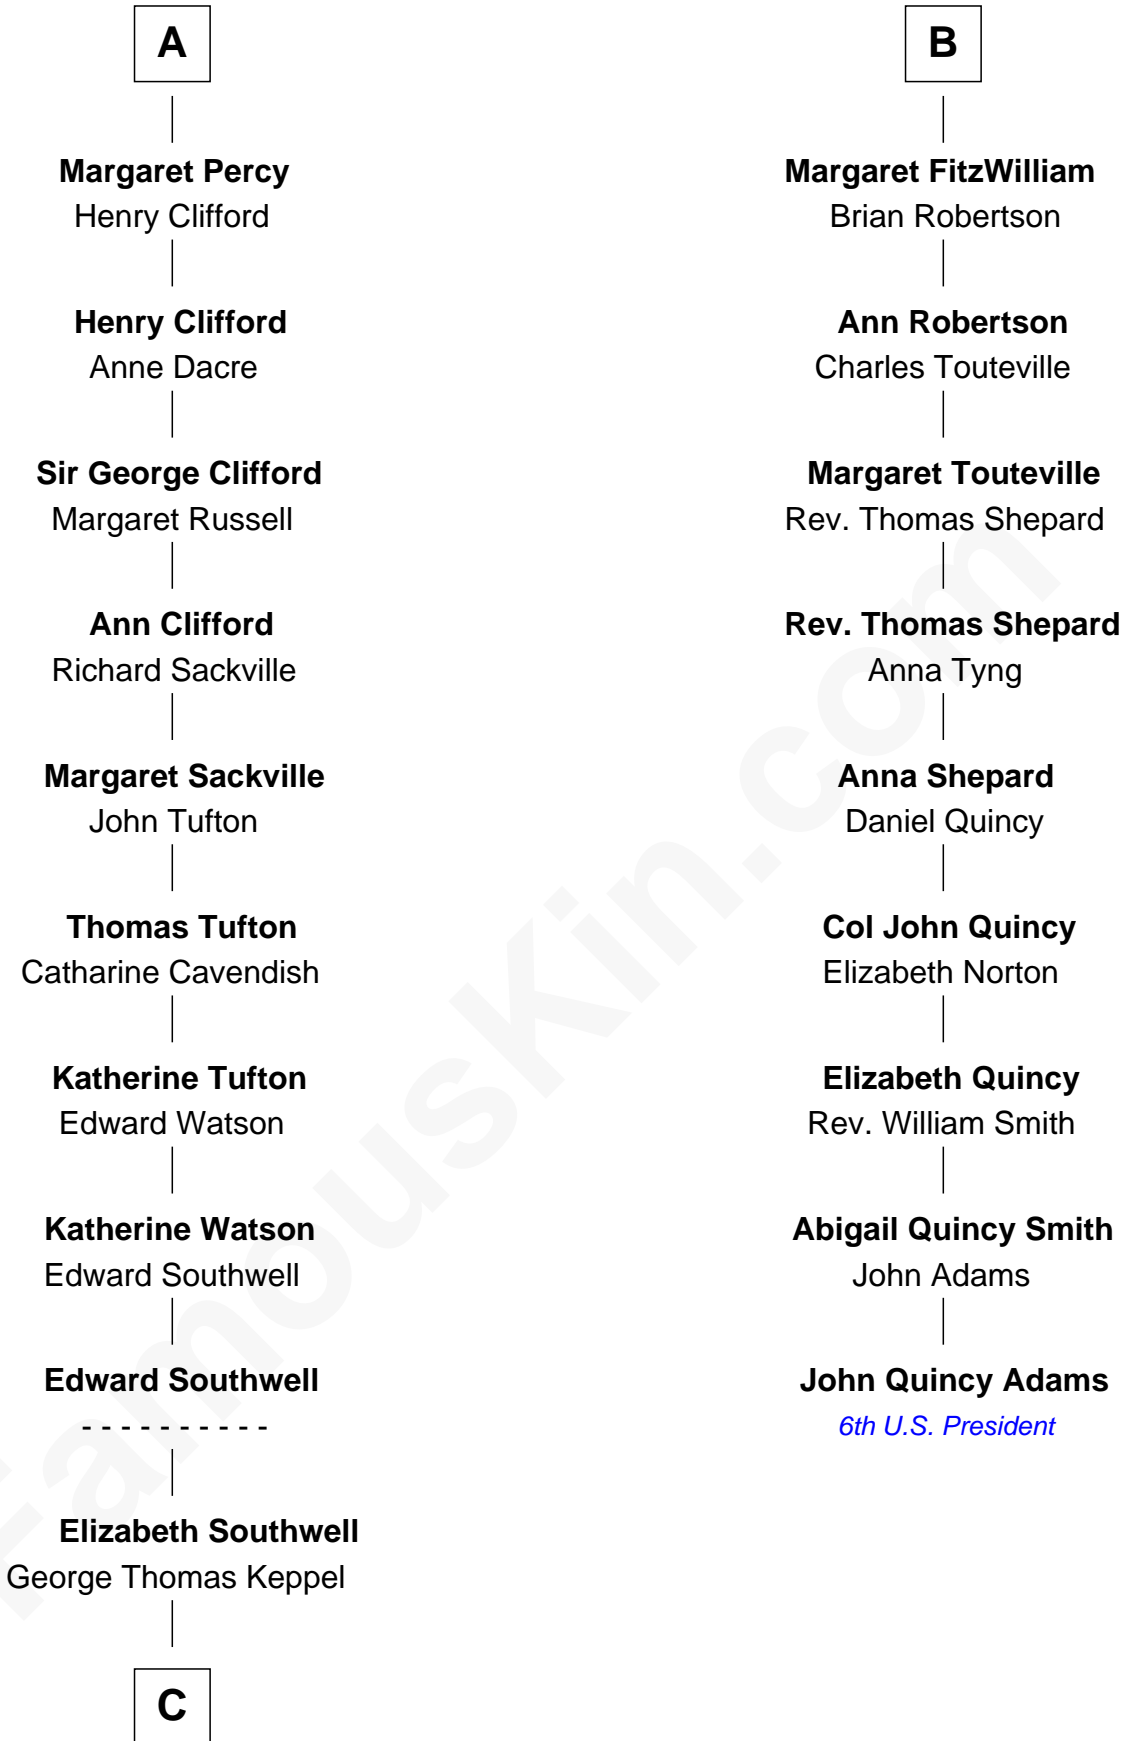 A
Margaret Percy
Henry Clifford
Henry Clifford
Anne Dacre
Sir George Clifford
Margaret Russell
Ann Clifford
Richard Sackville
Margaret Sackville
John Tufton
Thomas Tufton
Catharine Cavendish
Katherine Tufton
Edward Watson
Katherine Watson
Edward Southwell
Edward Southwell
- - - - - - - - - -
Elizabeth Southwell
George Thomas Keppel
C
B
Margaret FitzWilliam
Brian Robertson
Ann Robertson
Charles Touteville
Margaret Touteville
Rev. Thomas Shepard
Rev. Thomas Shepard
Anna Tyng
Anna Shepard
Daniel Quincy
Col John Quincy
Elizabeth Norton
Elizabeth Quincy
Rev. William Smith
Abigail Quincy Smith
John Adams
John Quincy Adams
6th U.S. President
FamousKin.com